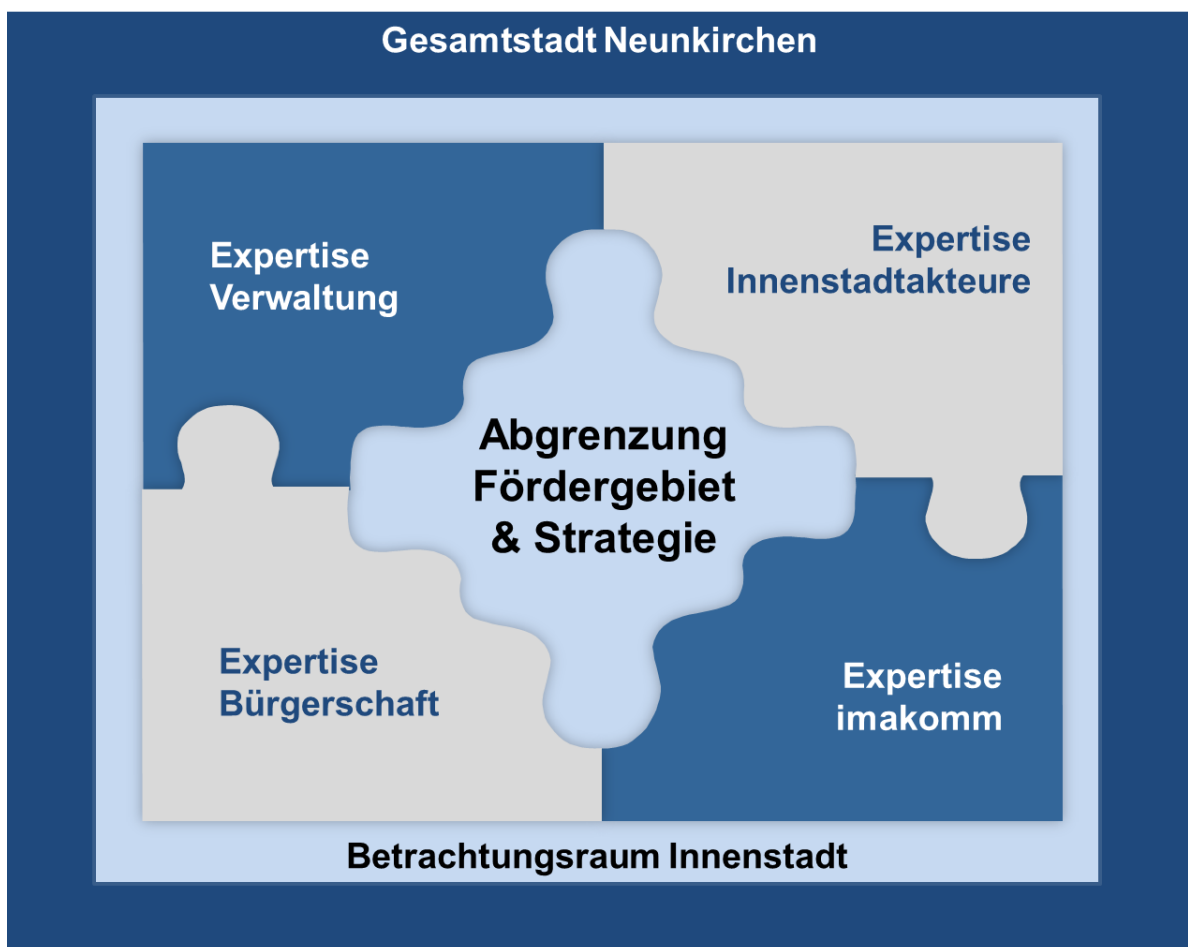 Gesamtstadt Neunkirchen
Expertise
Verwaltung
Expertise
Innenstadtakteure
Abgrenzung
Fördergebiet
& Strategie
Expertise
Bürgerschaft
Expertise
imakomm
Betrachtungsraum Innenstadt